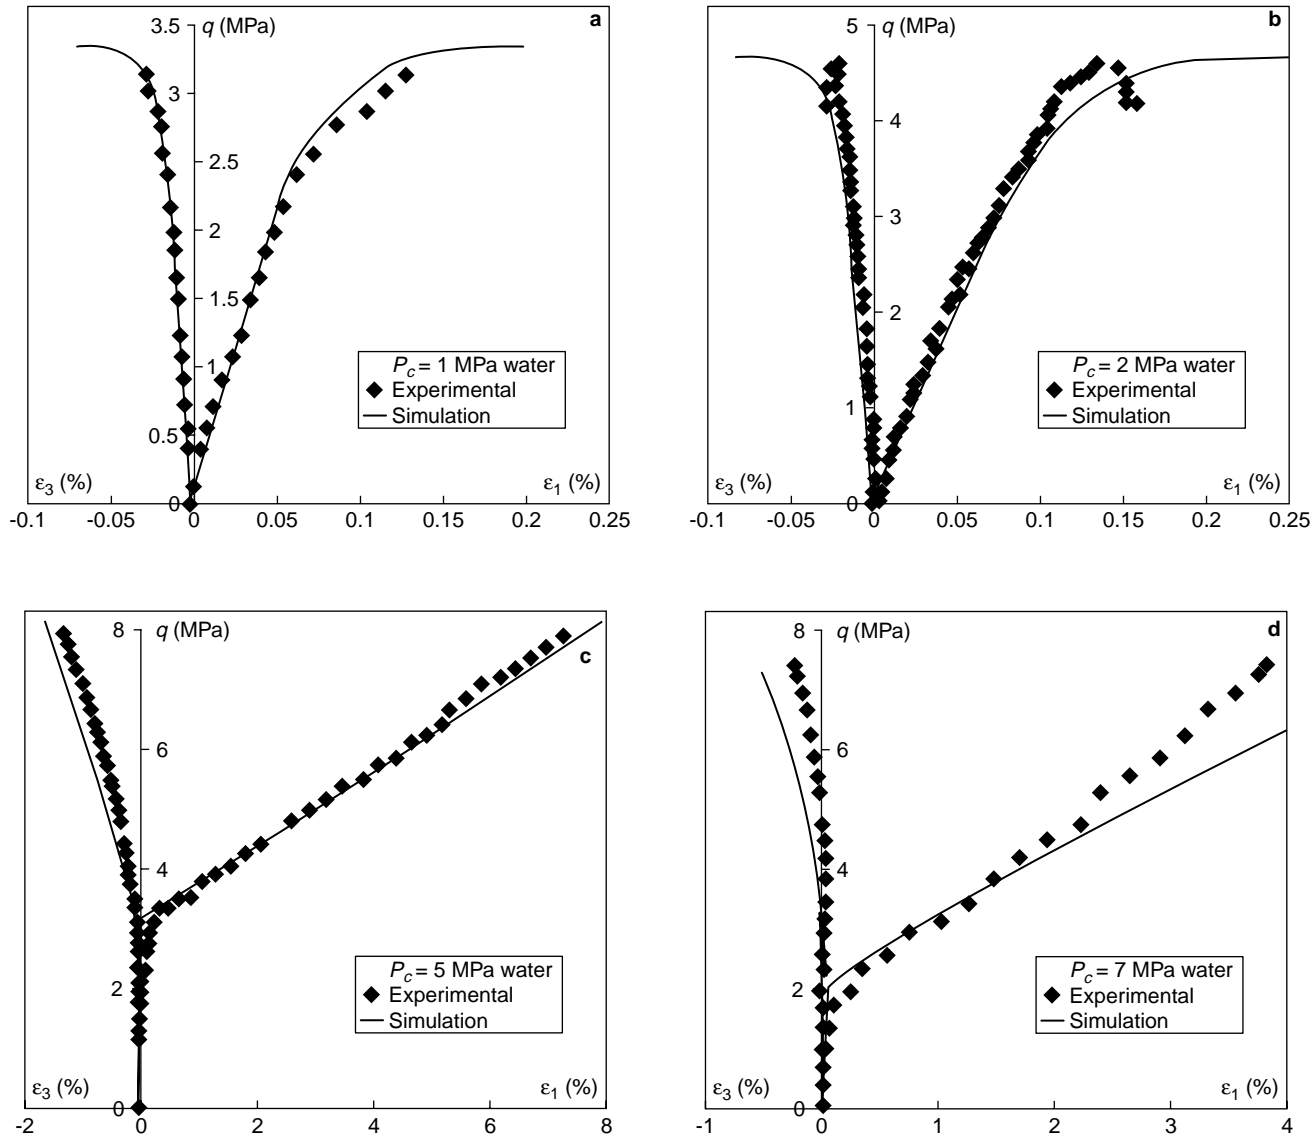 3.5 q (MPa) a
3
2.5
2
1.5
1
0.5
0
P_c = 1 MPa water
Experimental
Simulation
ε₃ (%) ε₁ (%)
-0.1 -0.05 0 0.05 0.1 0.15 0.2 0.25
5 q (MPa) b
4
3
2
1
0
P_c = 2 MPa water
Experimental
Simulation
ε₃ (%) ε₁ (%)
-0.1 -0.05 0 0.05 0.1 0.15 0.2 0.25
8 q (MPa) c
6
4
2
0
P_c = 5 MPa water
Experimental
Simulation
ε₃ (%) ε₁ (%)
-2 0 2 4 6 8
8 q (MPa) d
6
4
2
0
P_c = 7 MPa water
Experimental
Simulation
ε₃ (%) ε₁ (%)
-1 0 1 2 3 4